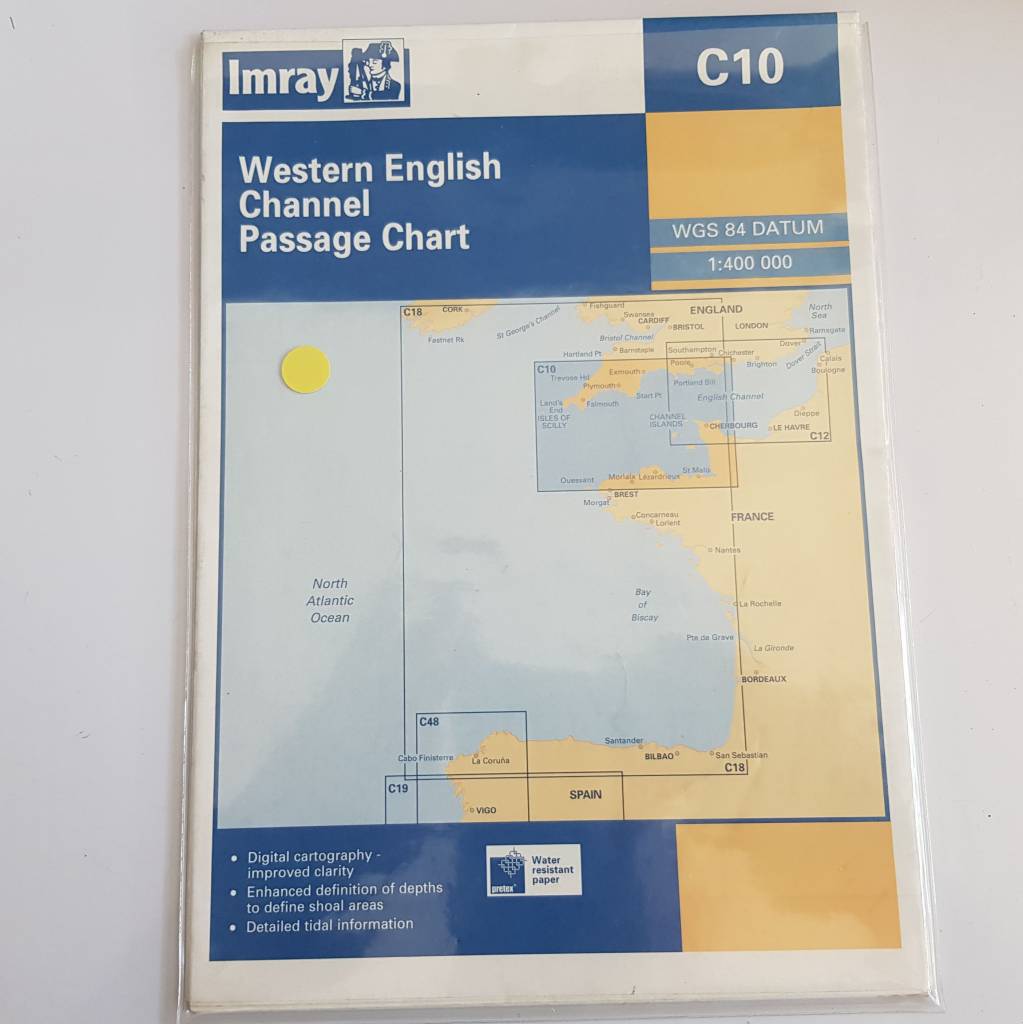 Imray
C10
Western English
Channel
Passage Chart
WGS 84 DATUM
1:400 000
C18
CORK
Fastnet Rk
St George's Channel
Fishguard
Swansea
CARDIFF
BRISTOL
ENGLAND
LONDON
North
Sea
Ramsgate
Bristol Channel
Hartland Pt
Barnstaple
Southampton
Chichester
Dover
Dover Strait
Calais
Boulogne
Brighton
Poole
C10
Trevose Hd
Exmouth
Plymouth
Portland Bill
Start Pt
English Channel
Land's
End
ISLES OF
SCILLY
Falmouth
CHANNEL
ISLANDS
CHERBOURG
Dieppe
LE HAVRE
C12
Ouessant
Morlaix
Lézardrieux
St Malo
BREST
Morgat
Concarneau
Lorient
FRANCE
Nantes
North
Atlantic
Ocean
Bay
of
Biscay
La Rochelle
Pte de Grave
La Gironde
BORDEAUX
C48
Cabo Finisterre
La Coruña
Santander
BILBAO
San Sebastian
C18
C19
VIGO
SPAIN
• Digital cartography -
improved clarity
• Enhanced definition of depths
to define shoal areas
• Detailed tidal information
pretex
Water
resistant
paper